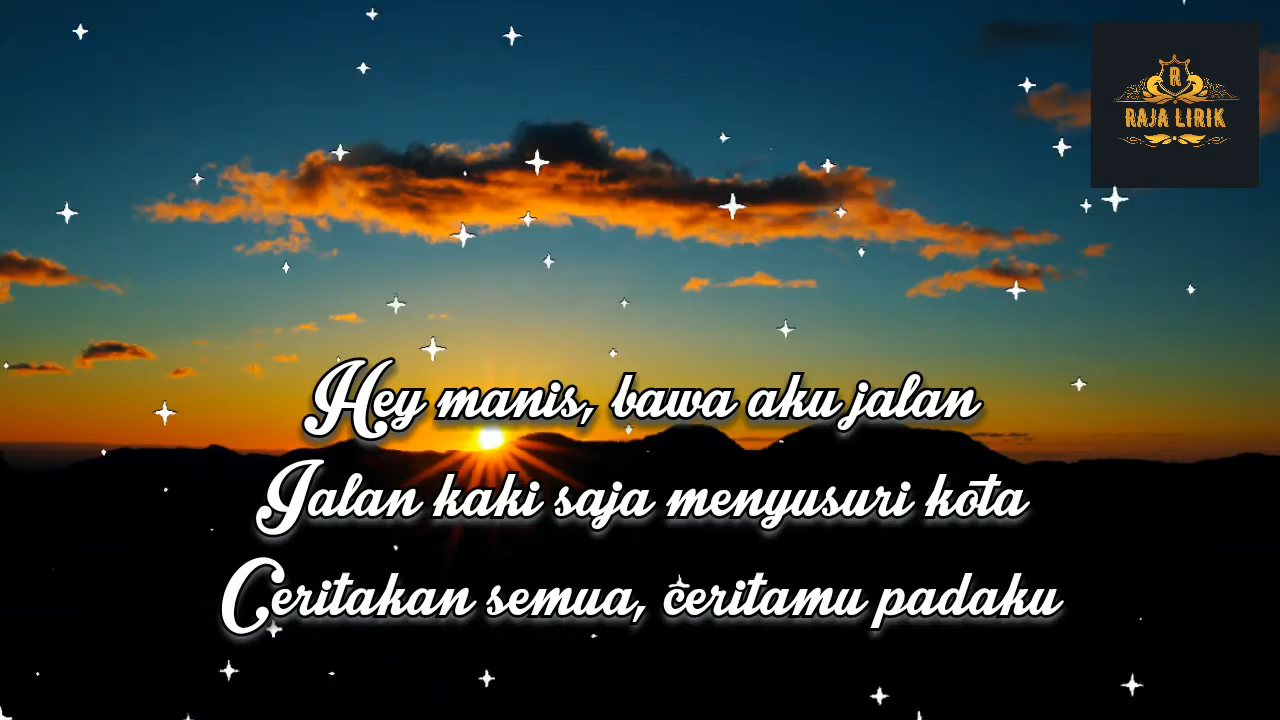 R
RAJA LIRIK
Hey manis, bawa aku jalan
Jalan kaki saja menyusuri kota
Ceritakan semua, ceritamu padaku